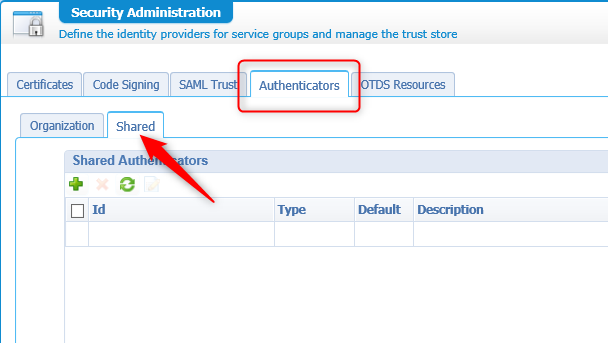 Security Administration
Define the identity providers for service groups and manage the trust store
Certificates Code Signing SAML Trust Authenticators OTDS Resources
Organization Shared
Shared Authenticators
Id Type Default Description